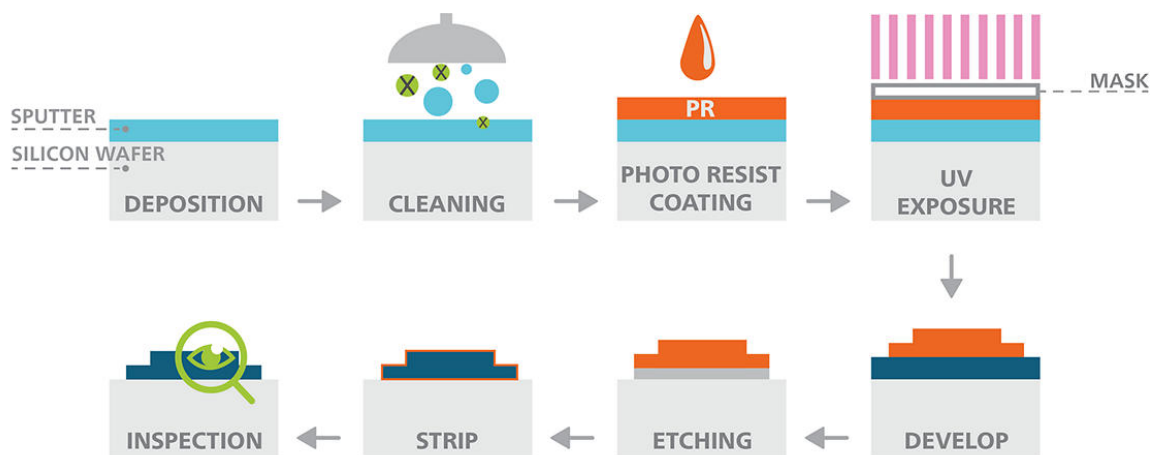 SPUTTER
SILICON WAFER
DEPOSITION
CLEANING
PR
PHOTO RESIST
COATING
MASK
UV
EXPOSURE
INSPECTION
STRIP
ETCHING
DEVELOP